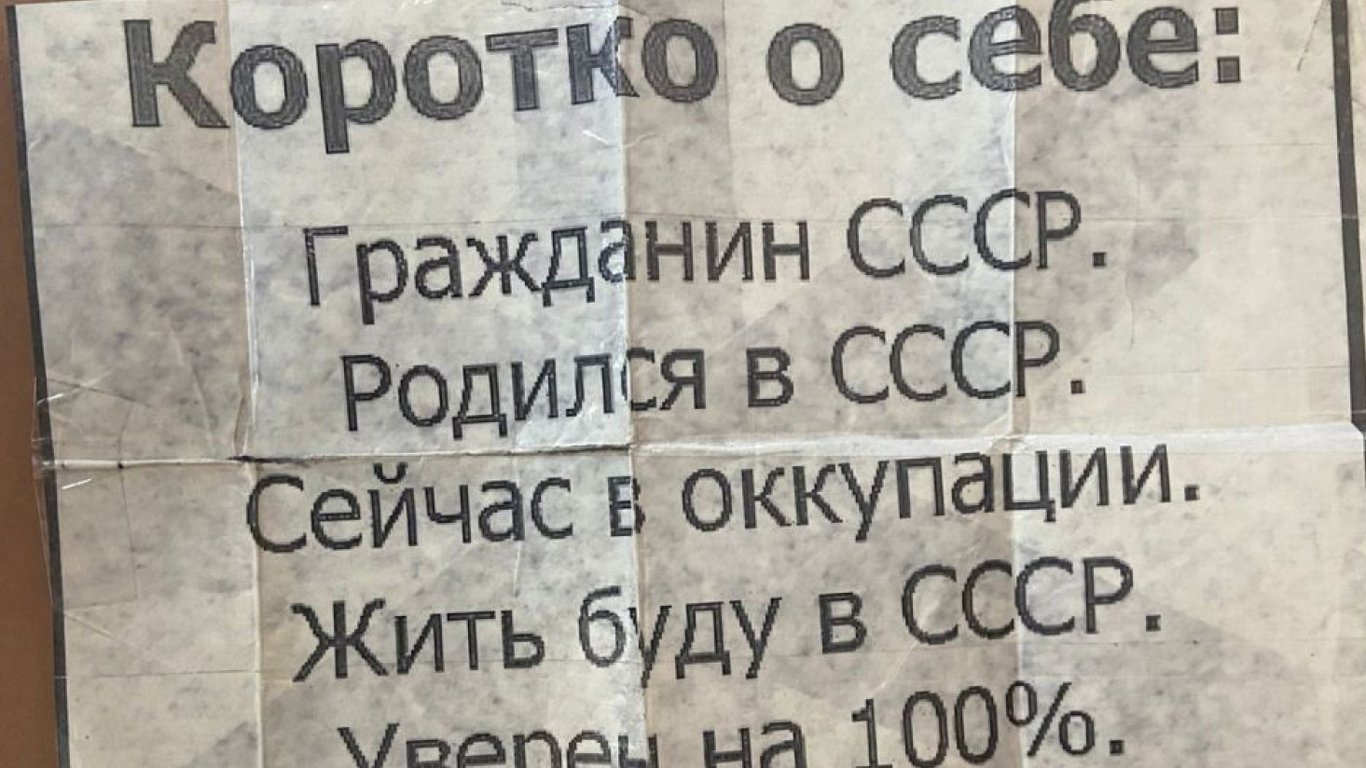 Коротко о себе:
Гражданин СССР.
Родился в СССР.
Сейчас в оккупации.
Жить буду в СССР.
Уверен на 100%.